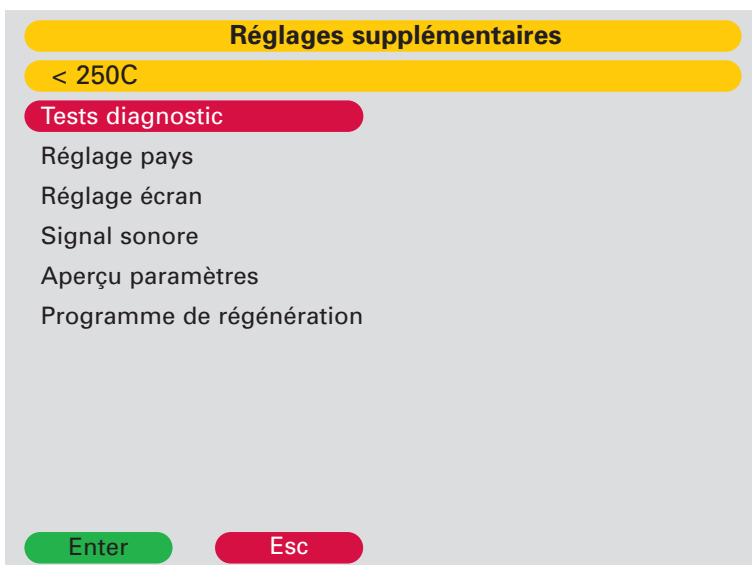 Réglages supplémentaires
< 250C
Tests diagnostic
Réglage pays
Réglage écran
Signal sonore
Aperçu paramètres
Programme de régénération
Enter Esc